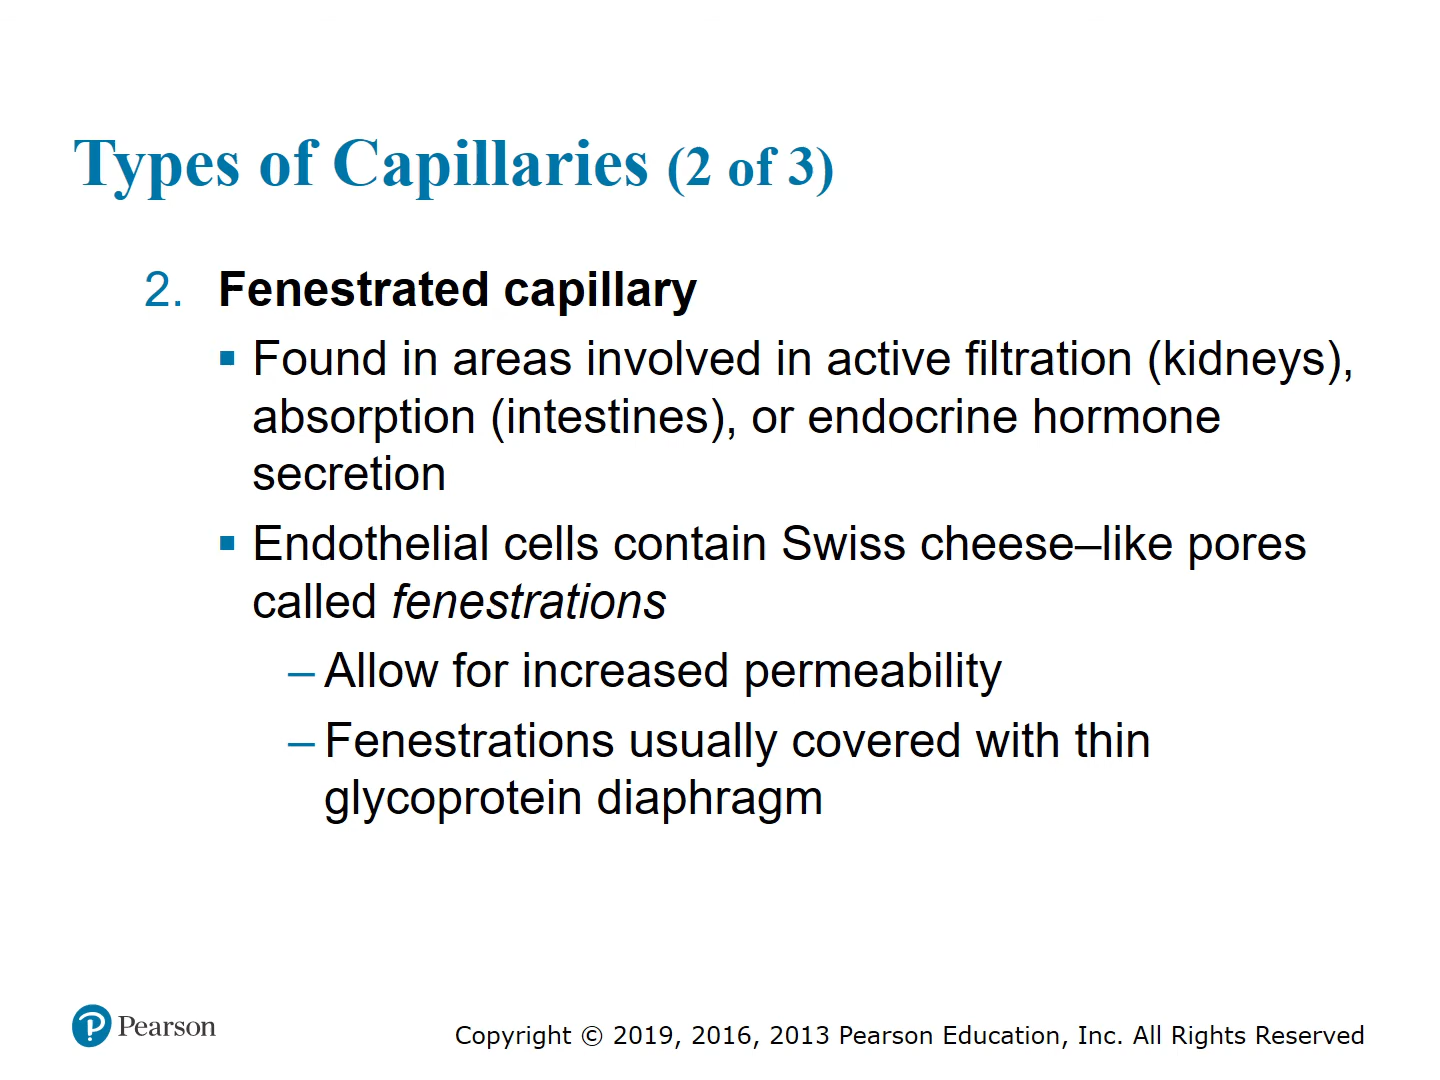 Types of Capillaries (2 of 3)
2. Fenestrated capillary
▪ Found in areas involved in active filtration (kidneys),
absorption (intestines), or endocrine hormone
secretion
▪ Endothelial cells contain Swiss cheese–like pores
called fenestrations
– Allow for increased permeability
– Fenestrations usually covered with thin
glycoprotein diaphragm
Pearson
Copyright © 2019, 2016, 2013 Pearson Education, Inc. All Rights Reserved